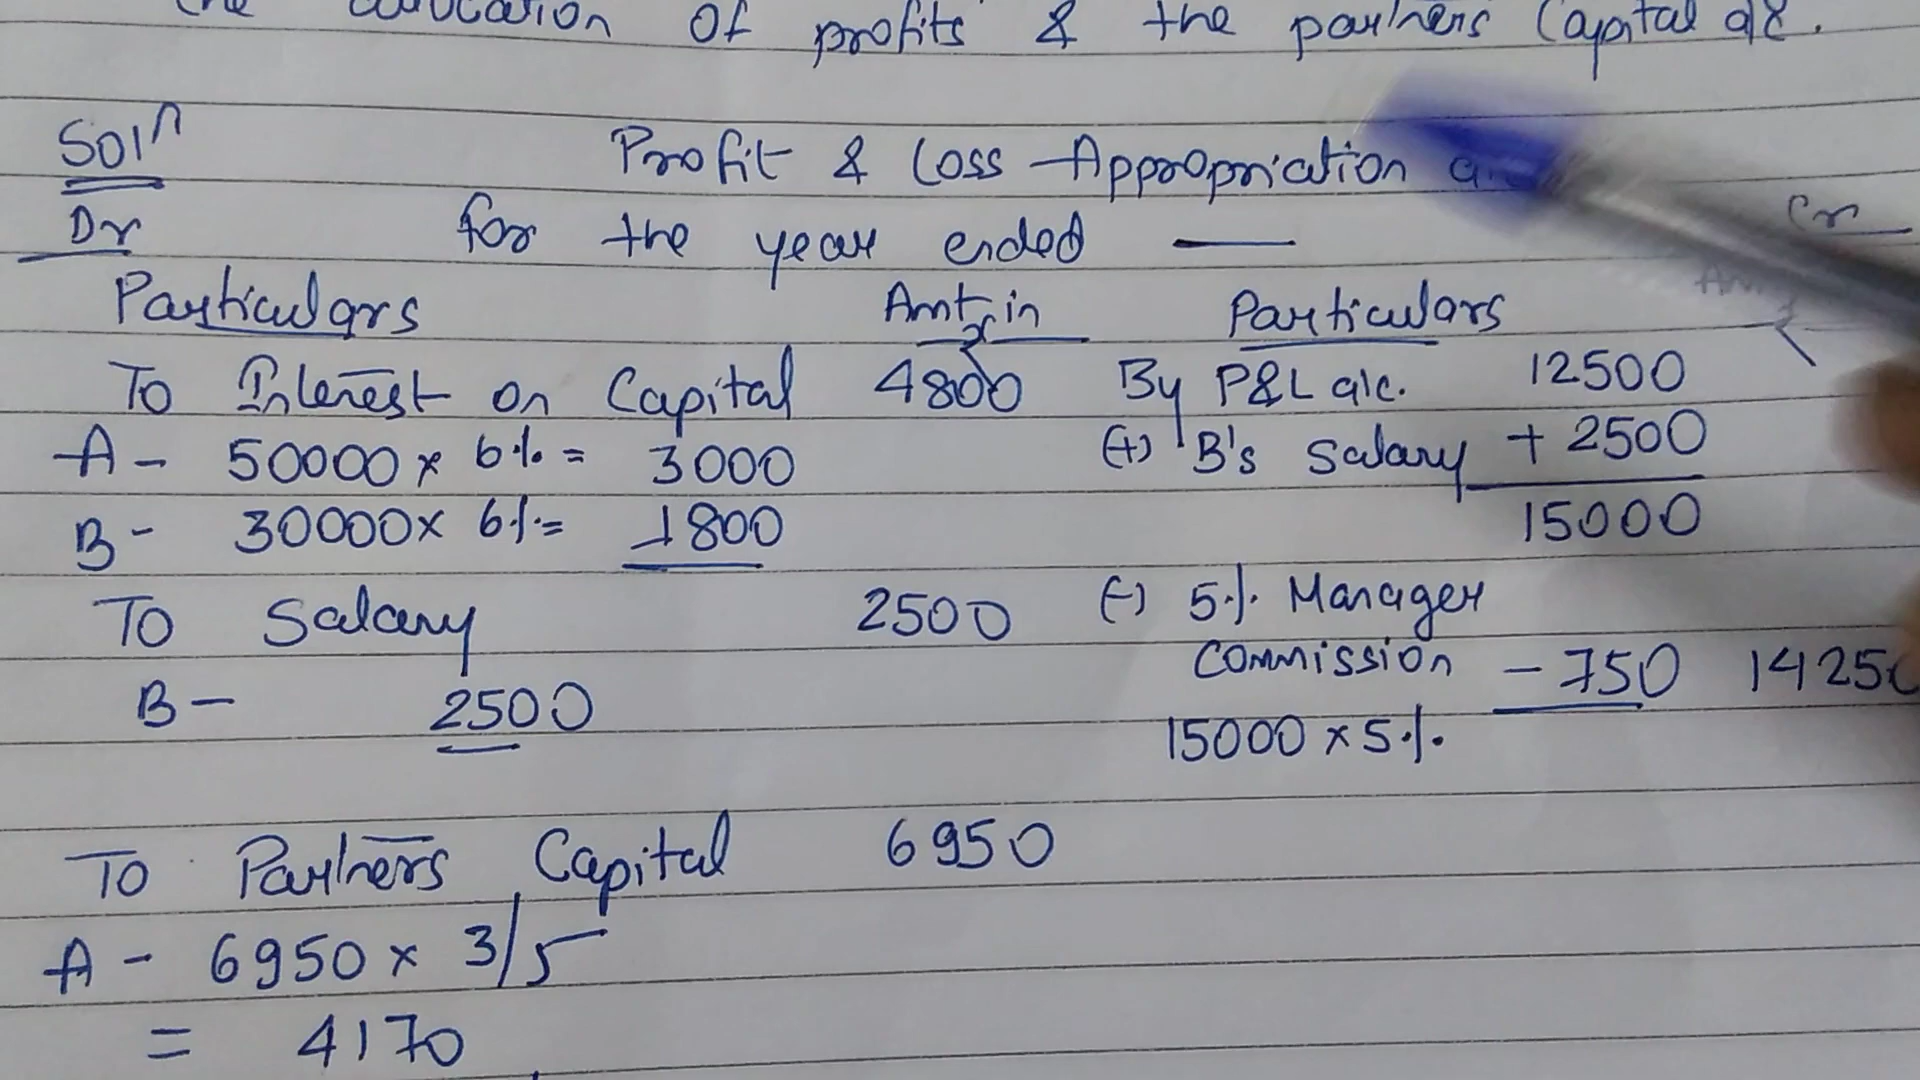 of profits & the partners Capital a/c.
Soln Profit & Loss Appropriation
Dr for the year ended — Cr
Particulars Amt in ₹ Particulars
To Interest on Capital 4800 By P&L a/c. 12500
A - 50000 x 6% = 3000 (+) B's Salary + 2500
B - 30000 x 6% = 1800 15000
To Salary 2500 (-) 5% Manager
Commission - 750 14250
B - 2500
15000 x 5%
To Partners Capital 6950
A - 6950 x 3/5
= 4170